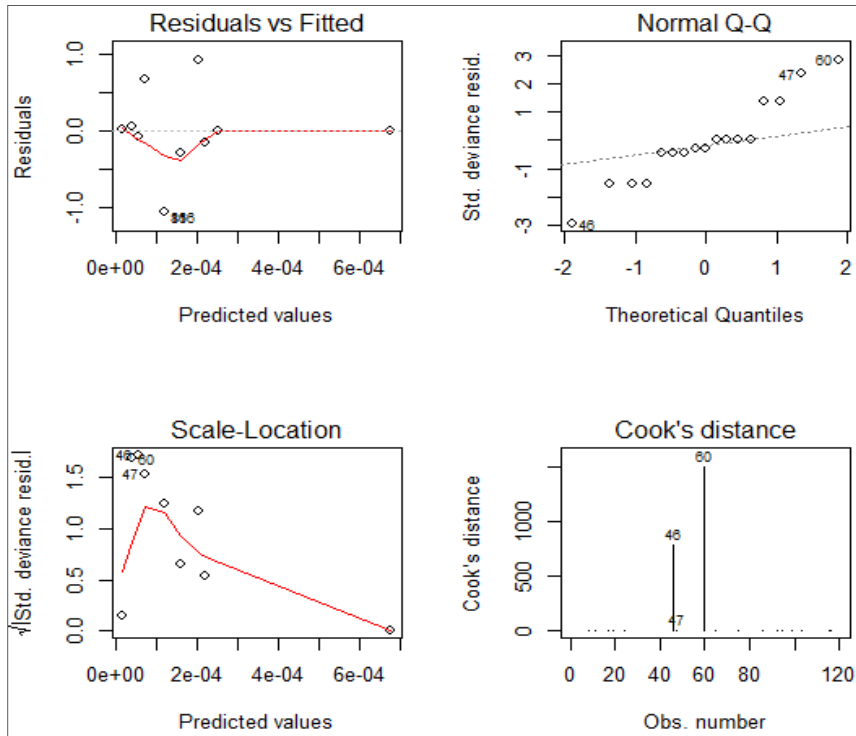 Residuals vs Fitted
Residuals
1.0
0.0
-1.0
0e+00 2e-04 4e-04 6e-04
Predicted values
Normal Q-Q
Std. deviance resid.
3
2
1
-1
-3
47
60
46
-2 -1 0 1 2
Theoretical Quantiles
Scale-Location
√|Std. deviance resid.|
1.5
1.0
0.5
0.0
46
60
47
0e+00 2e-04 4e-04 6e-04
Predicted values
Cook's distance
Cook's distance
1000
500
0
60
46
47
0 20 40 60 80 120
Obs. number